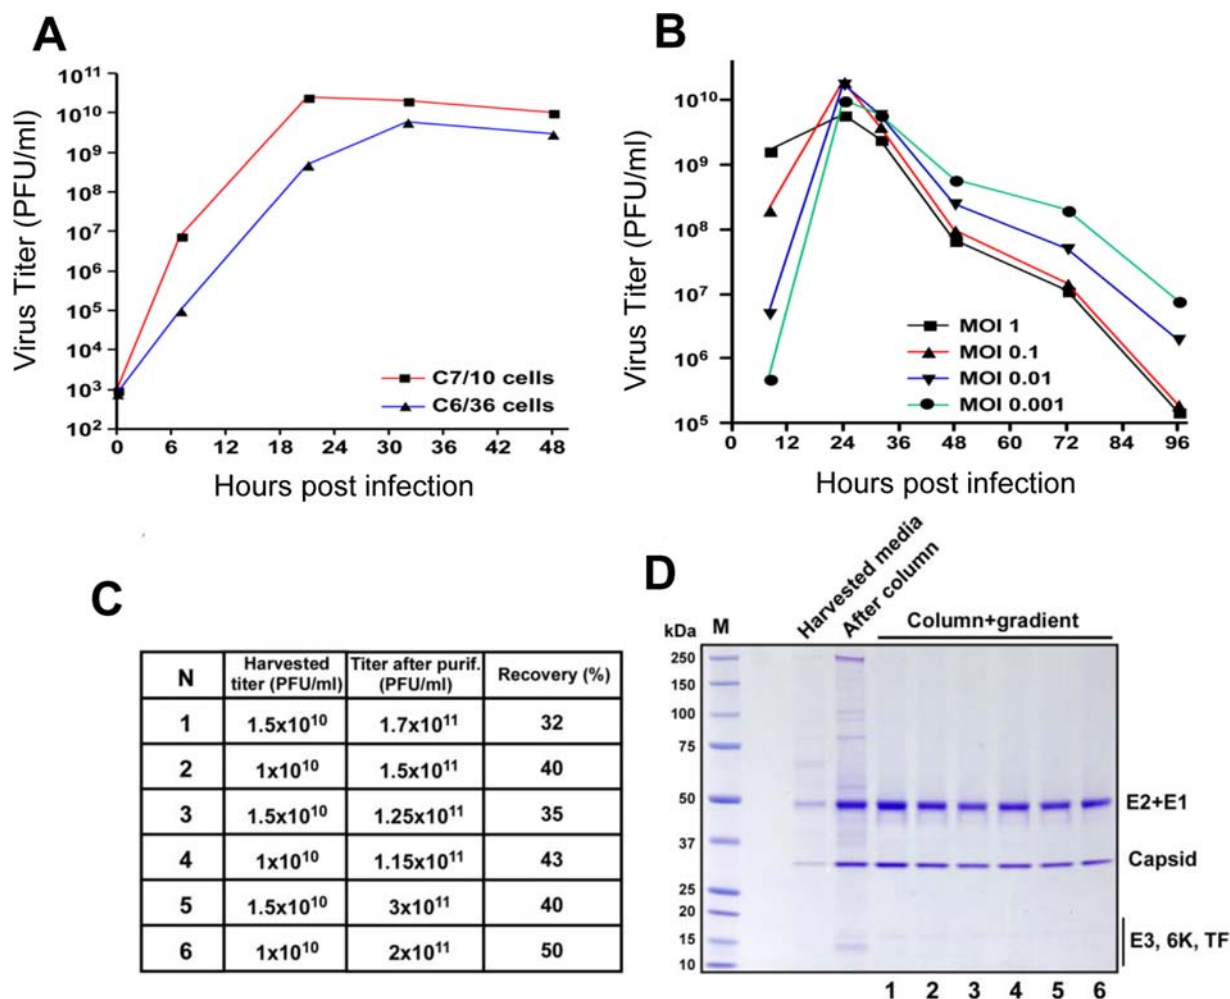 A
Virus Titer (PFU/ml)
10¹¹
10¹⁰
10⁹
10⁸
10⁷
10⁶
10⁵
10⁴
10³
10²
0 6 12 18 24 30 36 42 48
C7/10 cells
C6/36 cells
Hours post infection
B
Virus Titer (PFU/ml)
10¹⁰
10⁹
10⁸
10⁷
10⁶
10⁵
0 12 24 36 48 60 72 84 96
MOI 1
MOI 0.1
MOI 0.01
MOI 0.001
Hours post infection
C
N Harvested titer (PFU/ml) Titer after purif. (PFU/ml) Recovery (%)
1 1.5x10¹⁰ 1.7x10¹¹ 32
2 1x10¹⁰ 1.5x10¹¹ 40
3 1.5x10¹⁰ 1.25x10¹¹ 35
4 1x10¹⁰ 1.15x10¹¹ 43
5 1.5x10¹⁰ 3x10¹¹ 40
6 1x10¹⁰ 2x10¹¹ 50
D
kDa M Harvested media After column Column+gradient
250
150
100
75
50
37
25
20
15
10
E2+E1
Capsid
E3, 6K, TF
1 2 3 4 5 6